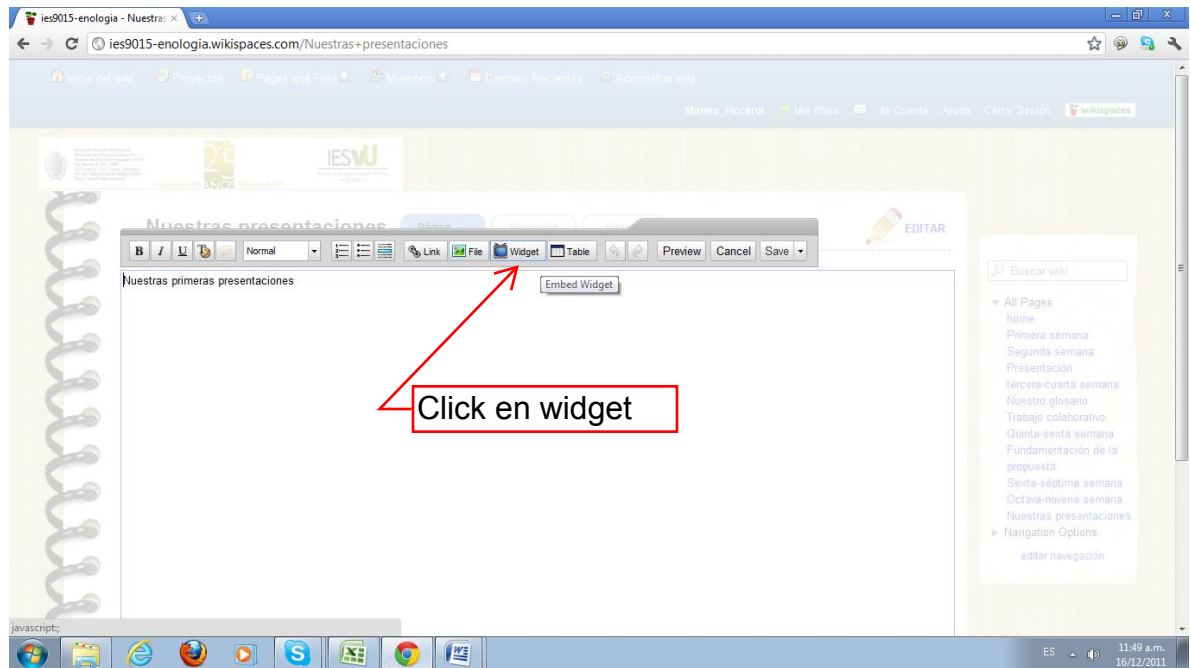 ies9015-enologia - Nuestras
ies9015-enologia.wikispaces.com/Nuestras+presentaciones
Inicio del wiki Proyectos Pages and Files Miembros Cambios Recientes Administrar wiki
Marina_Ficcardi Mis Wikis Mi Cuenta Ayuda Cerrar Sesión wikispaces
25 AÑOS
IES
Nuestras presentaciones Página
EDITAR
B I U Normal Link File Widget Table Preview Cancel Save
Embed Widget
Nuestras primeras presentaciones
Click en widget
Buscar wiki
All Pages
home
Primera semana
Segunda semana
Presentación
tercera-cuarta semana
Nuestro glosario
Trabajo colaborativo
Quinta-sexta semana
Fundamentación de la
propuesta
Sexta-séptima semana
Octava-novena semana
Nuestras presentaciones
Navigation Options
editar navegación
javascript:;
ES 11:49 a.m.
16/12/2011